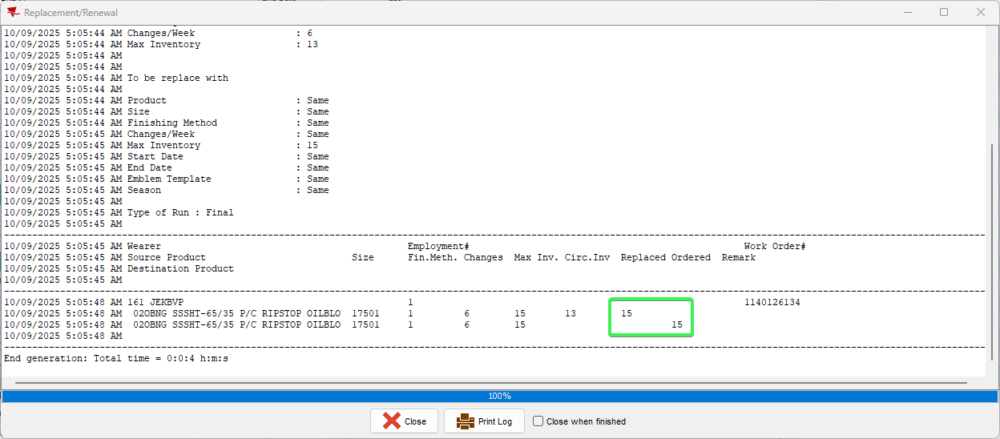 Replacement/Renewal
10/09/2025 5:05:44 AM Changes/Week : 6
10/09/2025 5:05:44 AM Max Inventory : 13
10/09/2025 5:05:44 AM
10/09/2025 5:05:44 AM
10/09/2025 5:05:44 AM To be replace with
10/09/2025 5:05:44 AM
10/09/2025 5:05:44 AM Product : Same
10/09/2025 5:05:44 AM Size : Same
10/09/2025 5:05:44 AM Finishing Method : Same
10/09/2025 5:05:45 AM Changes/Week : Same
10/09/2025 5:05:45 AM Max Inventory : 15
10/09/2025 5:05:45 AM Start Date : Same
10/09/2025 5:05:45 AM End Date : Same
10/09/2025 5:05:45 AM Emblem Template : Same
10/09/2025 5:05:45 AM Season : Same
10/09/2025 5:05:45 AM
10/09/2025 5:05:45 AM Type of Run : Final
10/09/2025 5:05:45 AM
10/09/2025 5:05:45 AM Wearer Employment# Work Order#
10/09/2025 5:05:45 AM Source Product Size Fin.Meth. Changes Max Inv. Circ.Inv Replaced Ordered Remark
10/09/2025 5:05:45 AM Destination Product
10/09/2025 5:05:45 AM
10/09/2025 5:05:48 AM 161 JEKBVP 1 1140126134
10/09/2025 5:05:48 AM 02OBNG SSSHT-65/35 P/C RIPSTOP OILBLO 17501 1 6 15 13 15
10/09/2025 5:05:48 AM 02OBNG SSSHT-65/35 P/C RIPSTOP OILBLO 17501 1 6 15 15
10/09/2025 5:05:48 AM
End generation: Total time = 0:0:4 h:m:s
100%
Close Print Log Close when finished